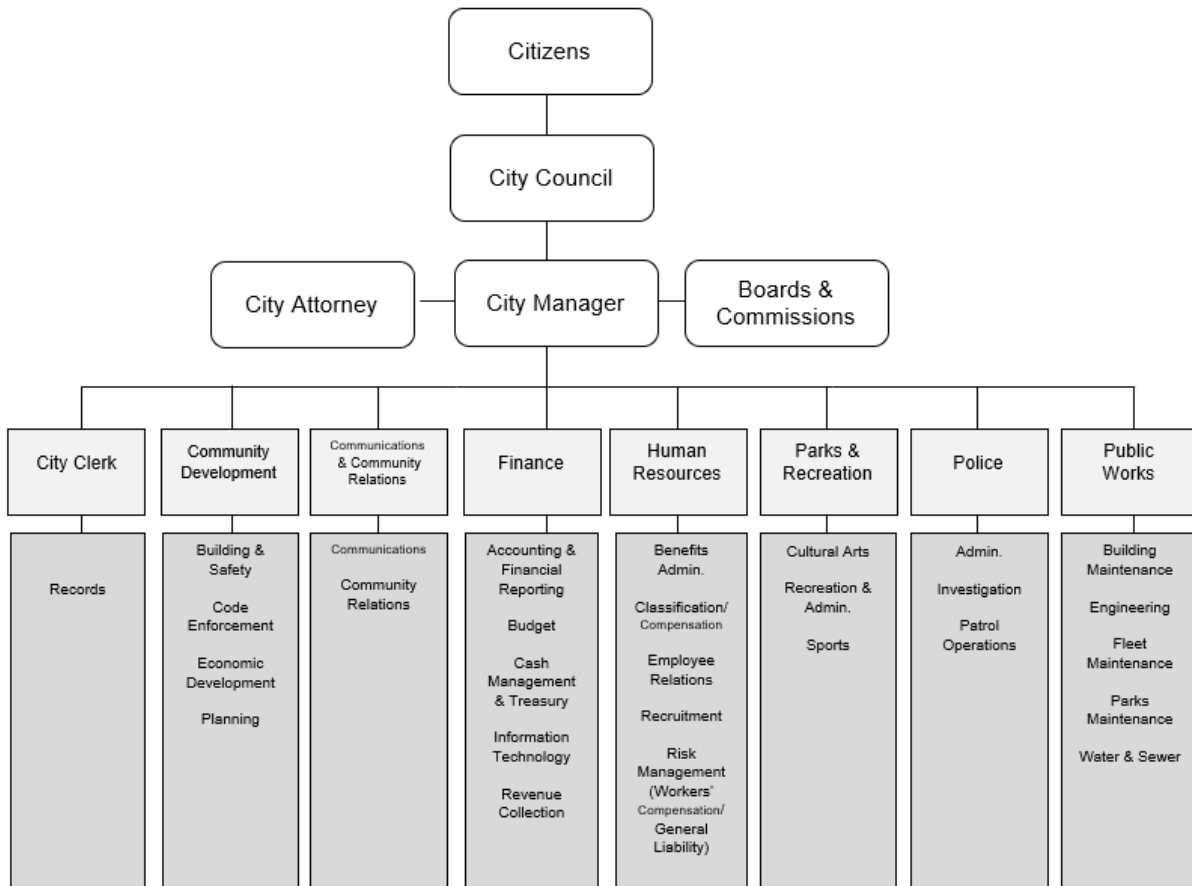 Citizens
City Council
City Attorney
City Manager
Boards &
Commissions
City Clerk
Community
Development
Communications
& Community
Relations
Finance
Human
Resources
Parks &
Recreation
Police
Public
Works
Records
Building &
Safety
Code
Enforcement
Economic
Development
Planning
Communications
Community
Relations
Accounting &
Financial
Reporting
Budget
Cash
Management
& Treasury
Information
Technology
Revenue
Collection
Benefits
Admin.
Classification/
Compensation
Employee
Relations
Recruitment
Risk
Management
(Workers'
Compensation/
General
Liability)
Cultural Arts
Recreation &
Admin.
Sports
Admin.
Investigation
Patrol
Operations
Building
Maintenance
Engineering
Fleet
Maintenance
Parks
Maintenance
Water & Sewer